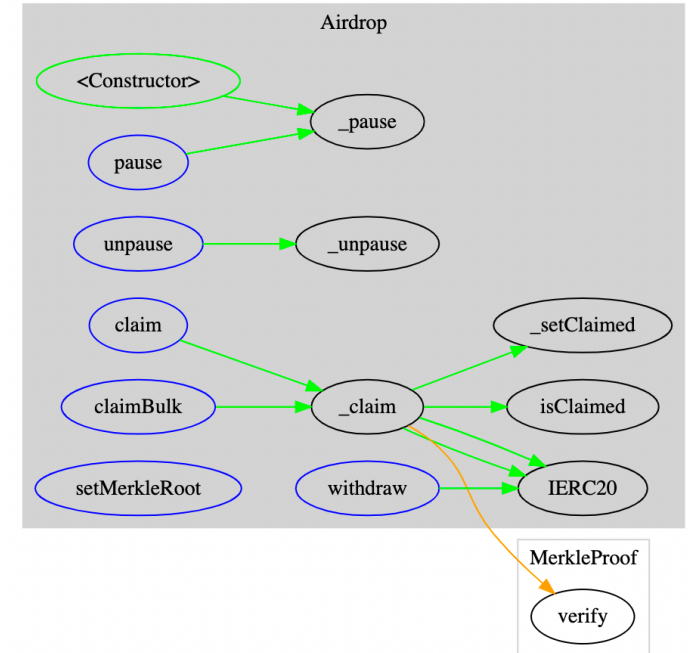 Airdrop
<Constructor>
_pause
pause
unpause
_unpause
claim
_setClaimed
claimBulk
_claim
isClaimed
setMerkleRoot
withdraw
IERC20
MerkleProof
verify